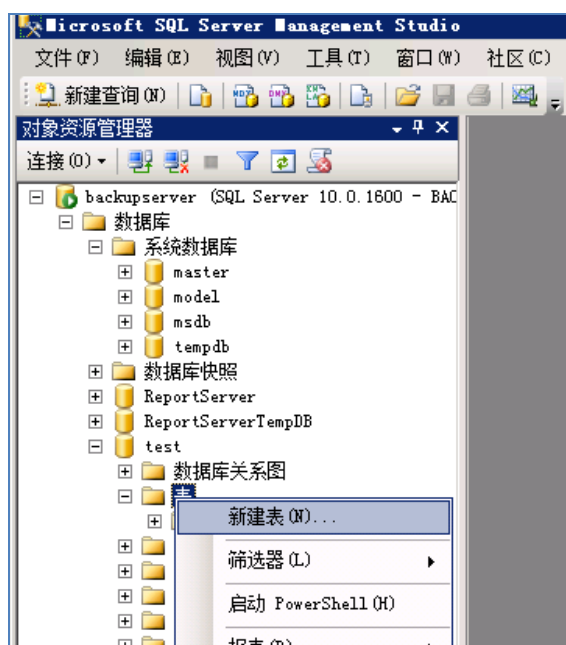 Microsoft SQL Server Management Studio
文件(F) 编辑(E) 视图(V) 工具(T) 窗口(W) 社区(C)
新建查询(N)
对象资源管理器
连接(O)
backupserver (SQL Server 10.0.1600 - BAC
数据库
系统数据库
master
model
msdb
tempdb
数据库快照
ReportServer
ReportServerTempDB
test
数据库关系图
表
新建表(N)...
筛选器(L)
启动 PowerShell(H)